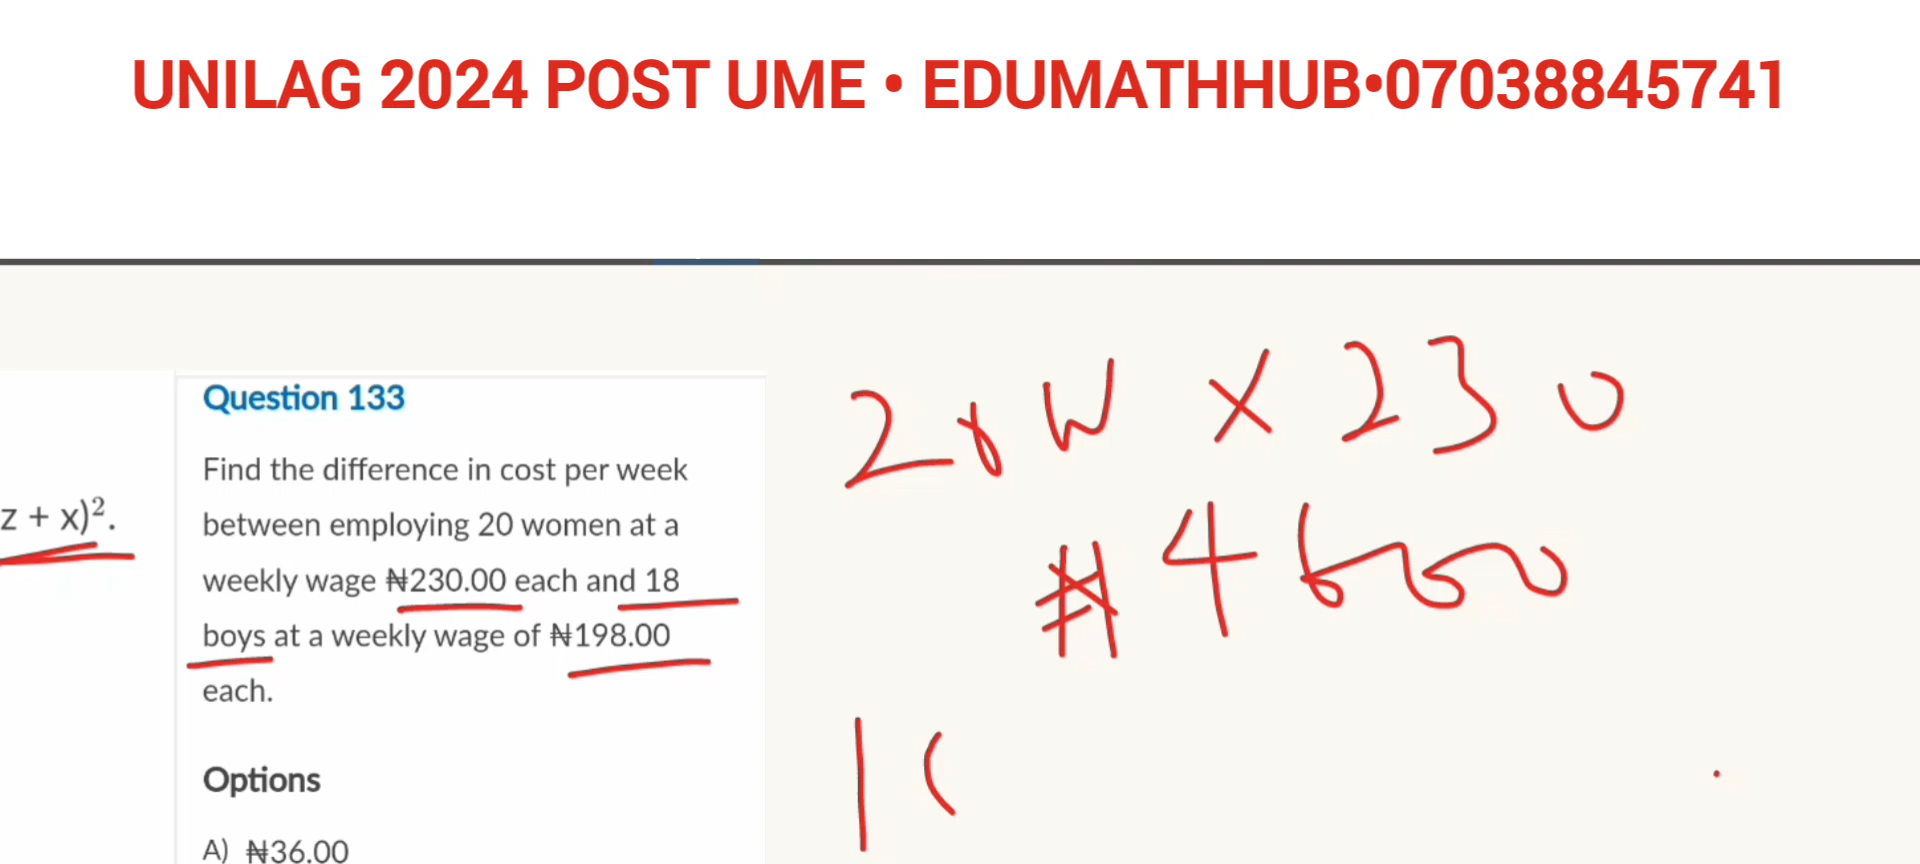 UNILAG 2024 POST UME • EDUMATHHUB•07038845741
z + x)².
Question 133
Find the difference in cost per week
between employing 20 women at a
weekly wage ₦230.00 each and 18
boys at a weekly wage of ₦198.00
each.
Options
A) ₦36.00
20W × 230
₦4600